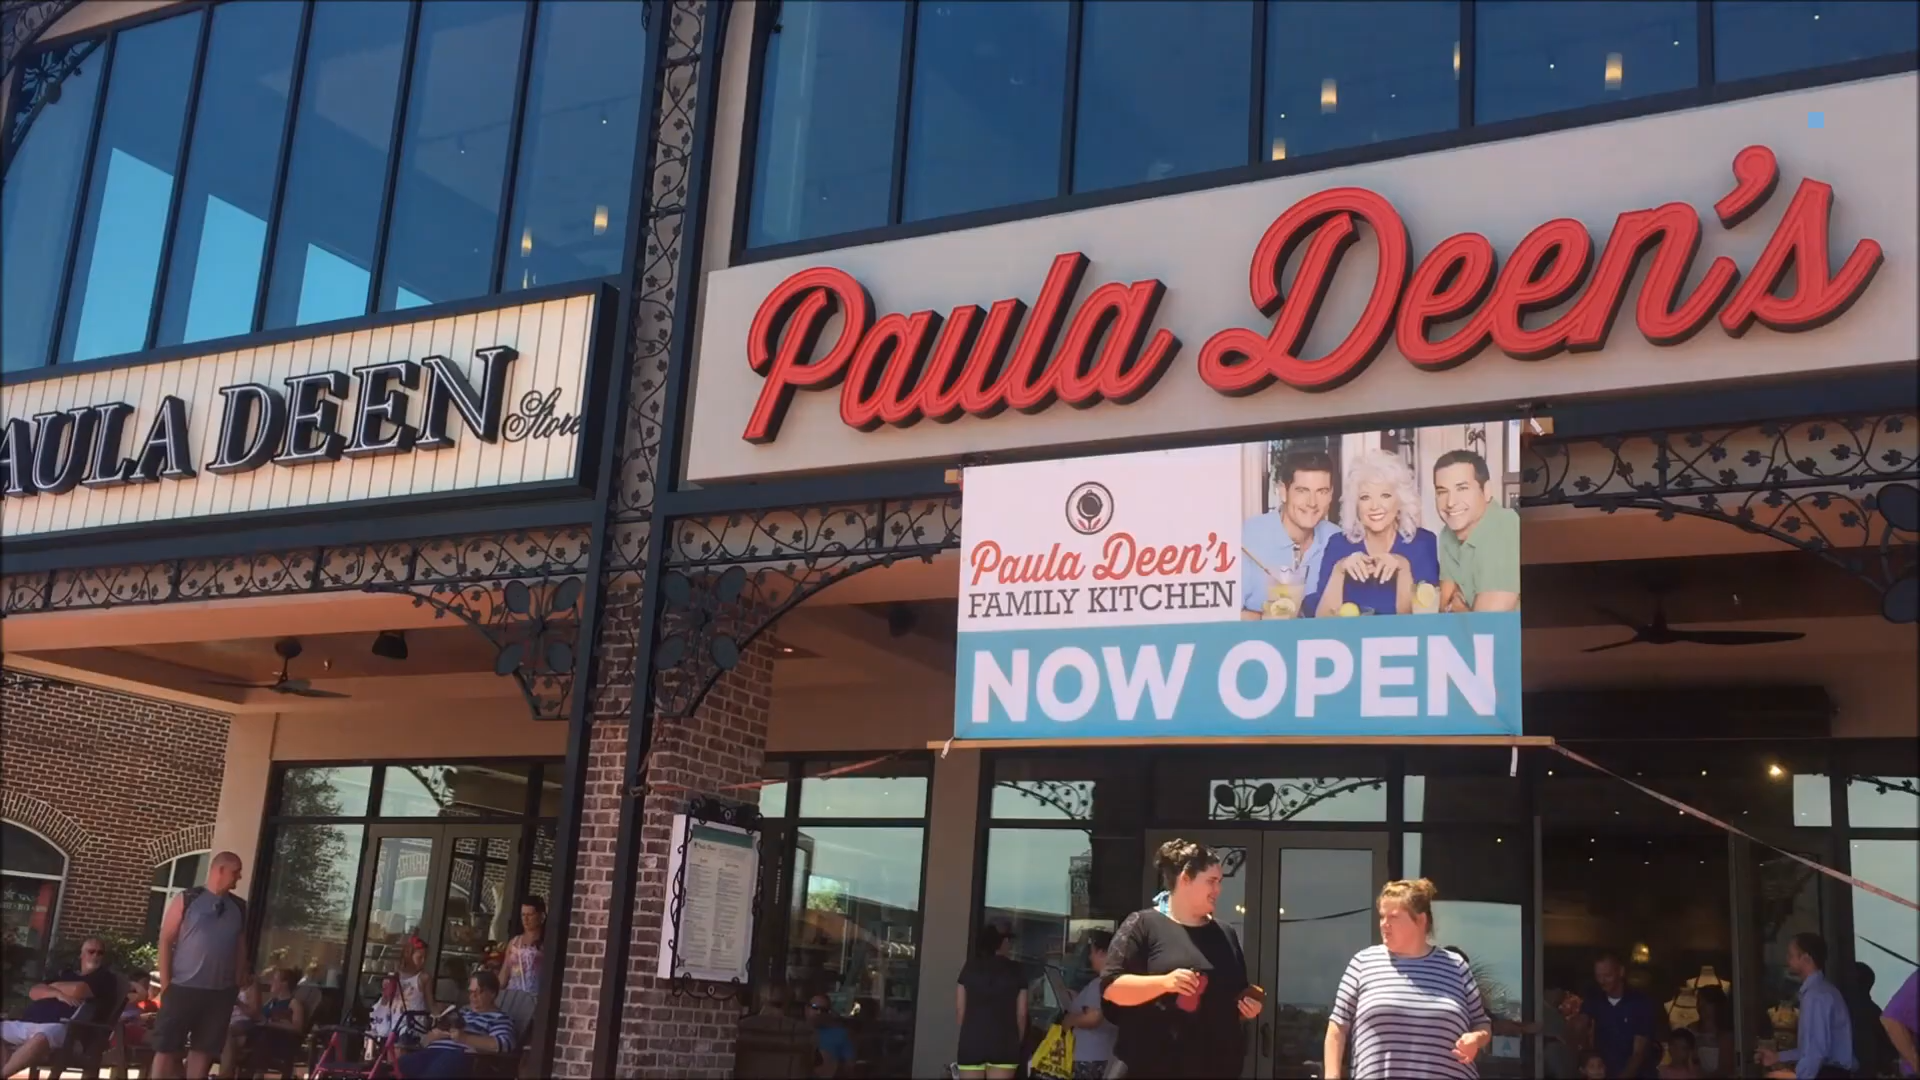 AULA DEEN
Store
Paula Deen's
Paula Deen's
FAMILY KITCHEN
NOW OPEN